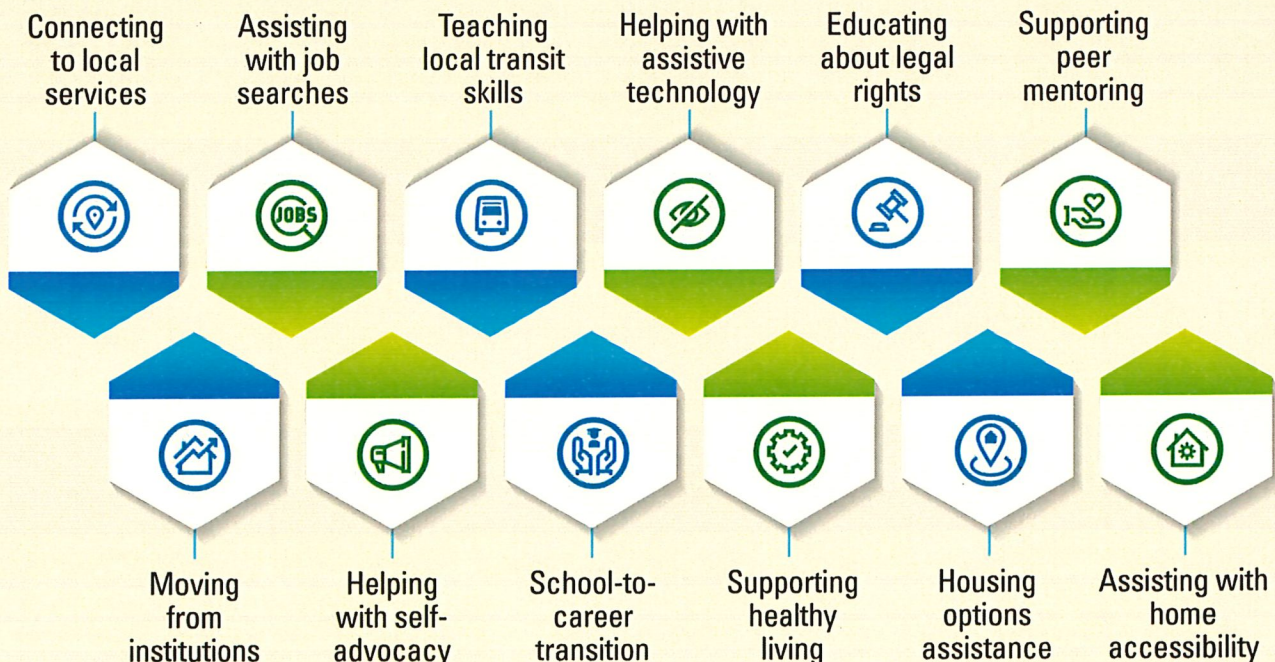 Connecting
to local
services
Assisting
with job
searches
Teaching
local transit
skills
Helping with
assistive
technology
Educating
about legal
rights
Supporting
peer
mentoring
JOBS
Moving
from
institutions
Helping
with self-
advocacy
School-to-
career
transition
Supporting
healthy
living
Housing
options
assistance
Assisting with
home
accessibility